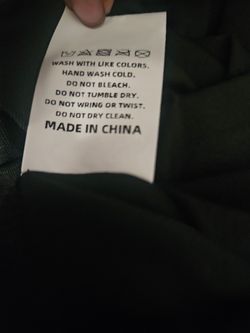 WASH WITH LIKE COLORS.
HAND WASH COLD.
DO NOT BLEACH.
DO NOT TUMBLE DRY.
DO NOT WRING OR TWIST.
DO NOT DRY CLEAN.
MADE IN CHINA